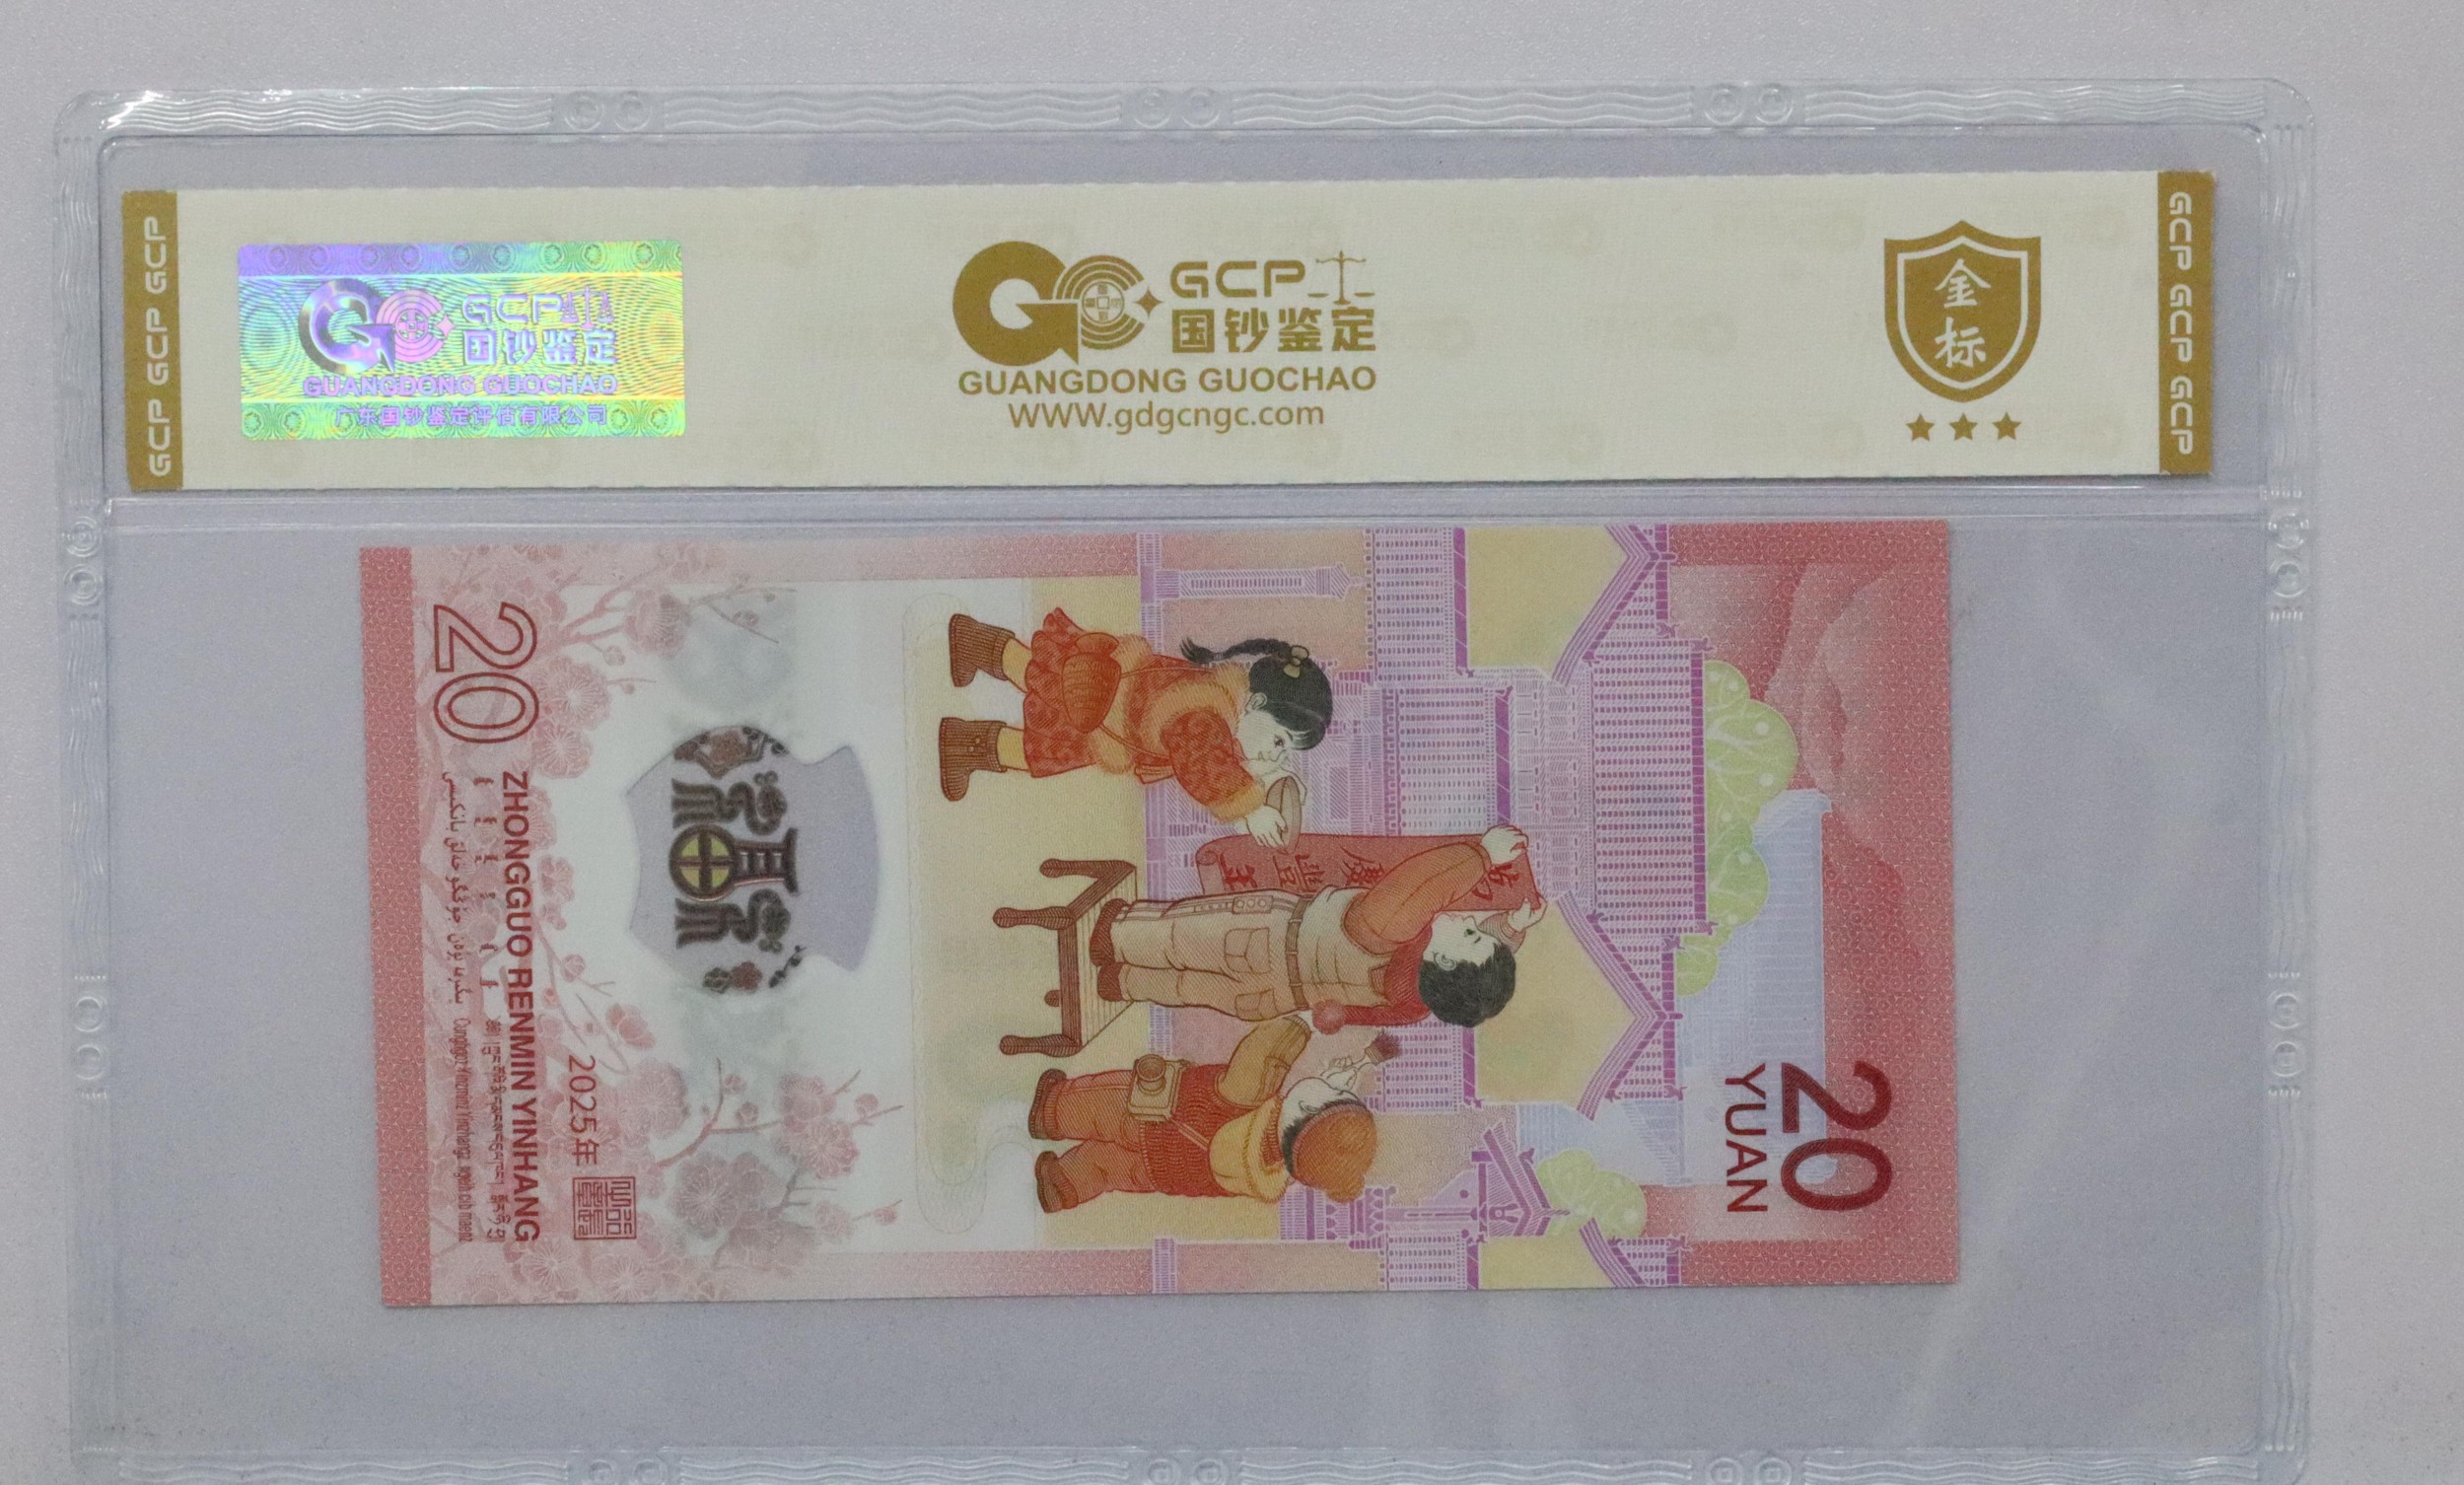 GCP GCP GCP
GCP
国钞鉴定
GUANGDONG GUOCHAO
广东国钞鉴定评估有限公司
GCP
国钞鉴定
GUANGDONG GUOCHAO
WWW.gdgcngc.com
金
标
GCP GCP GCP
20
YUAN
2025年
ZHONGGUO RENMIN YINHANG
20